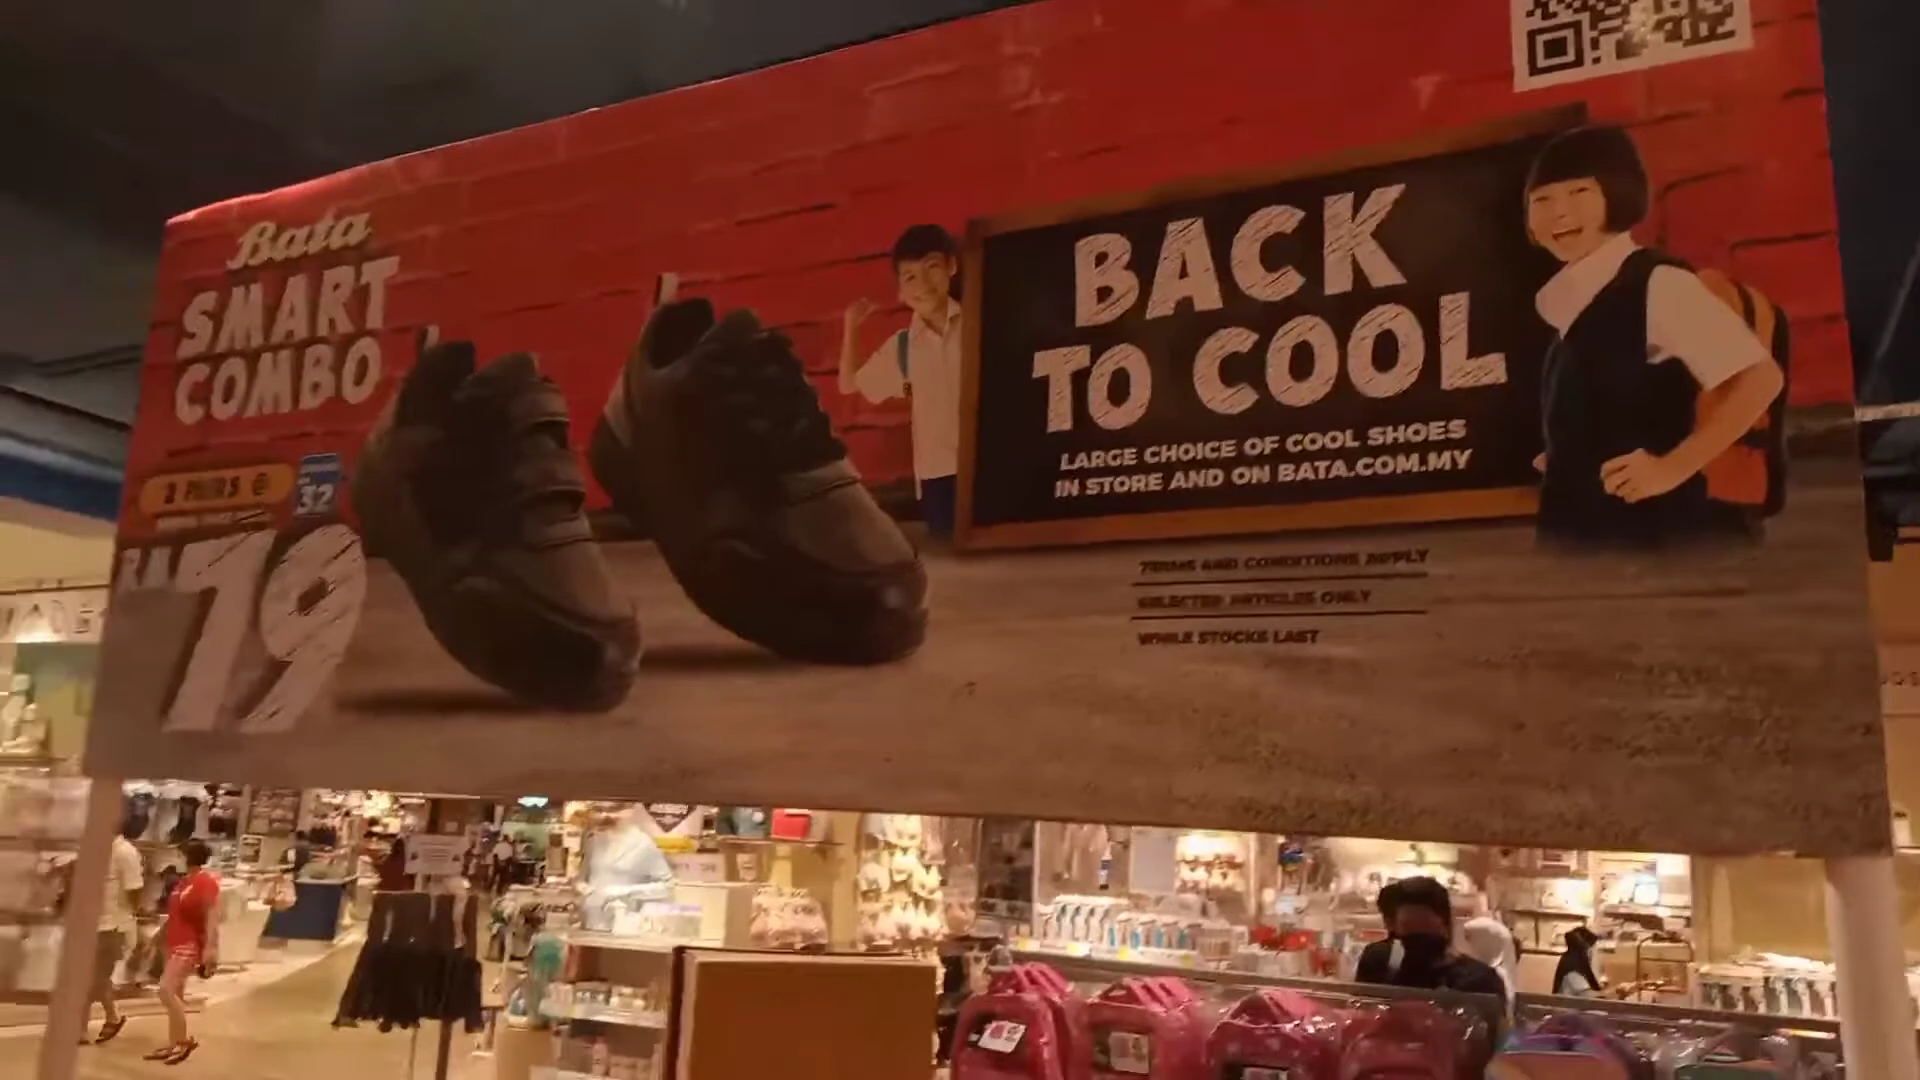 Bata
SMART
COMBO
2 PAIRS @
32
RM79
BACK
TO COOL
LARGE CHOICE OF COOL SHOES
IN STORE AND ON BATA.COM.MY
TERMS AND CONDITIONS APPLY
SELECTED ARTICLES ONLY
WHILE STOCKS LAST